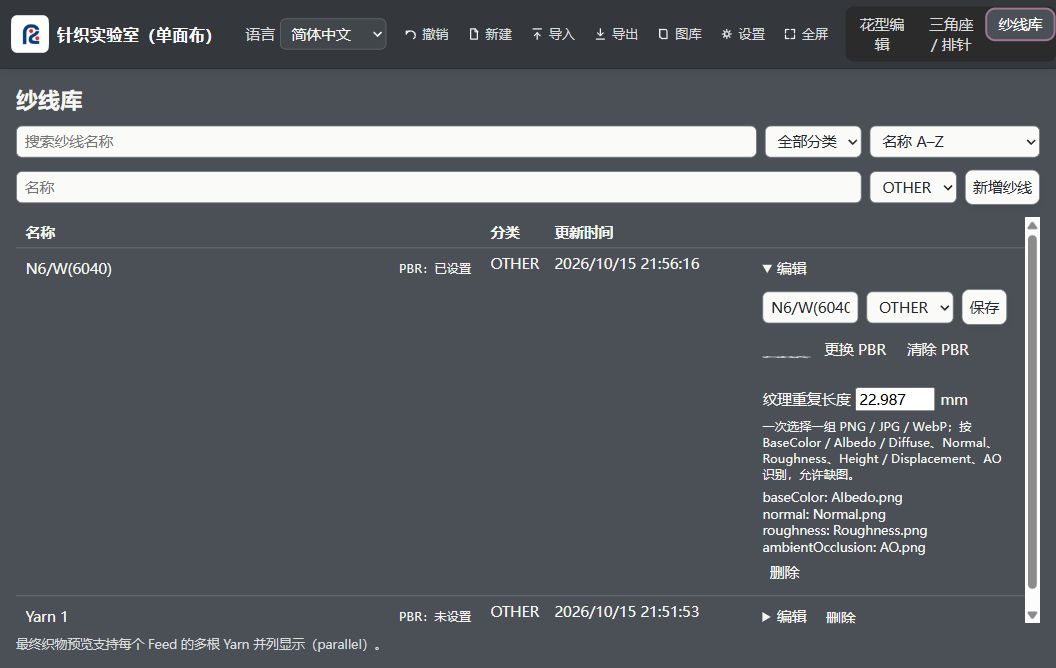 针织实验室（单面布）
语言 简体中文 撤销 新建 导入 导出 图库 设置 全屏
花型编辑 三角座 / 排针 纱线库
纱线库
搜索纱线名称 全部分类 名称 A–Z
名称 OTHER 新增纱线
名称 分类 更新时间
N6/W(6040) PBR：已设置 OTHER 2026/10/15 21:56:16 ▼ 编辑
N6/W(604( OTHER 保存
更换 PBR 清除 PBR
纹理重复长度 22.987 mm
一次选择一组 PNG / JPG / WebP；按
BaseColor / Albedo / Diffuse、Normal、
Roughness、Height / Displacement、AO
识别，允许缺图。
baseColor: Albedo.png
normal: Normal.png
roughness: Roughness.png
ambientOcclusion: AO.png
删除
Yarn 1 PBR：未设置 OTHER 2026/10/15 21:51:53 ▶ 编辑 删除
最终织物预览支持每个 Feed 的多根 Yarn 并列显示（parallel）。